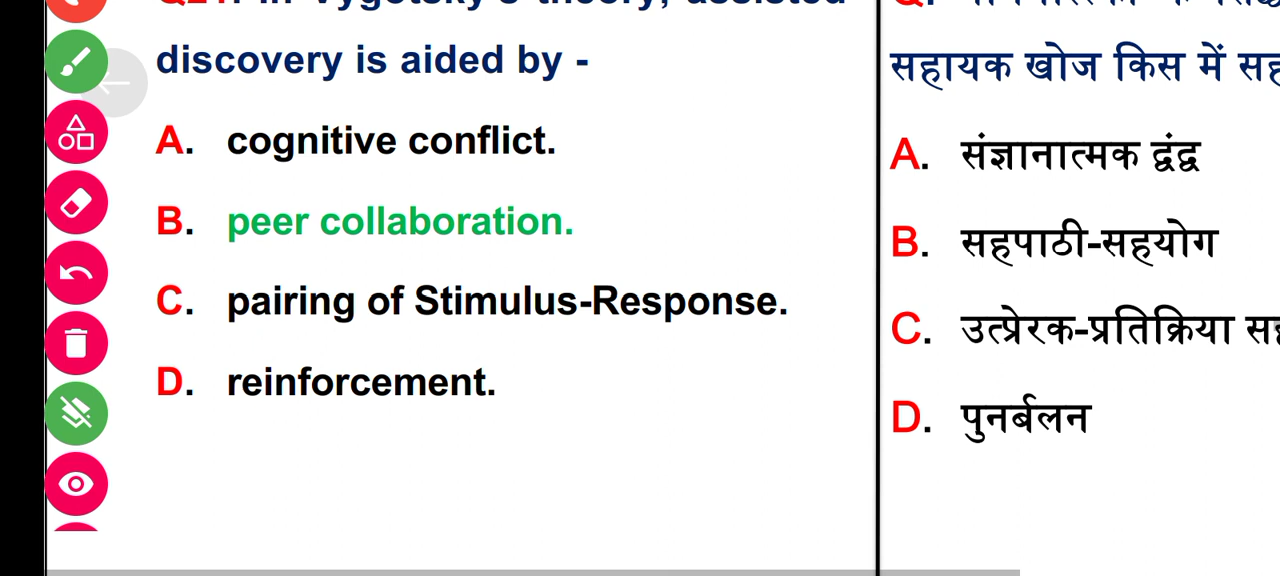 discovery is aided by -
A. cognitive conflict.
B. peer collaboration.
C. pairing of Stimulus-Response.
D. reinforcement.
सहायक खोज किस में
A. संज्ञानात्मक द्वंद्व
B. सहपाठी-सहयोग
C. उत्प्रेरक-प्रतिक्रिया
D. पुनर्बलन